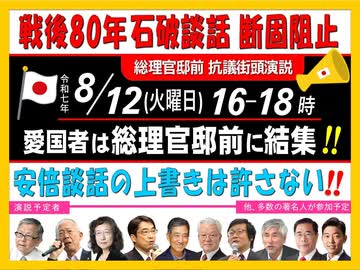 戦後80年石破談話 断固阻止
総理官邸前 抗議街頭演説
令和七年
8/12(火曜日) 16-18時
愛国者は総理官邸前に結集!!
安倍談話の上書きは許さない!!
演説予定者
他、多数の著名人が参加予定